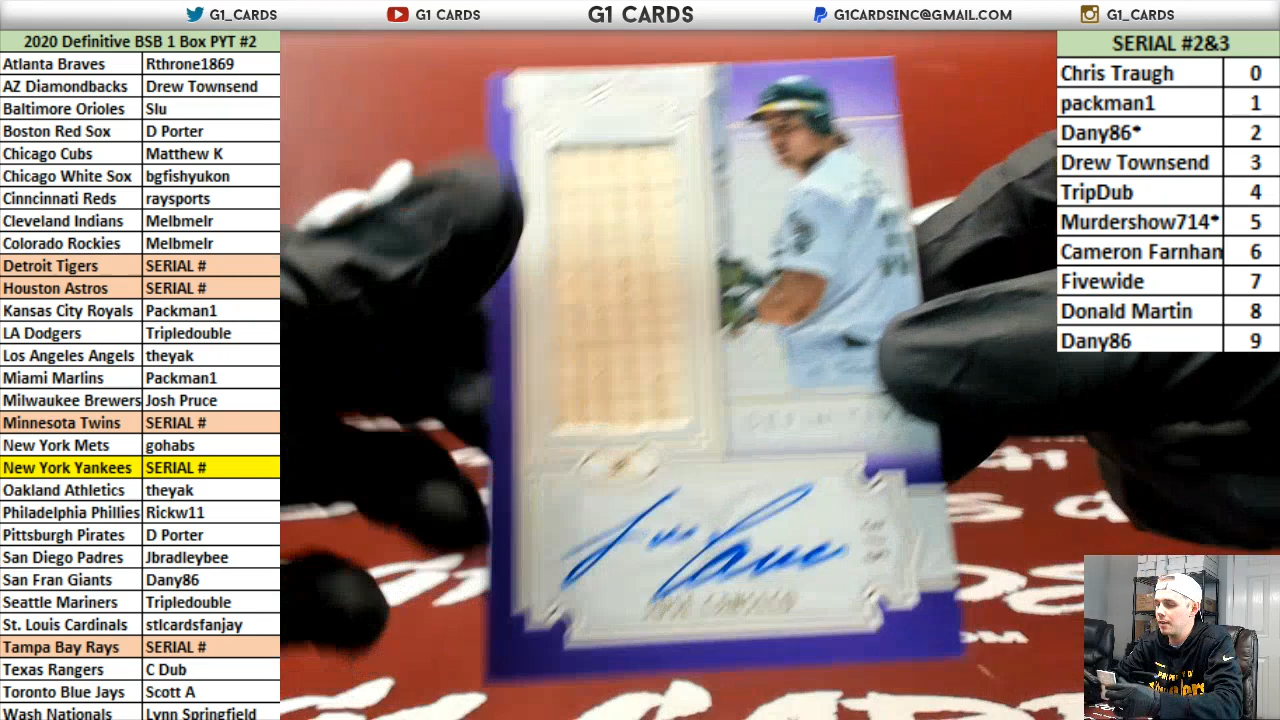 G1_CARDS
G1 CARDS
G1 CARDS
G1CARDSINC@GMAIL.COM
G1_CARDS
2020 Definitive BSB 1 Box PYT #2
Atlanta Braves Rthrone1869
AZ Diamondbacks Drew Townsend
Baltimore Orioles Slu
Boston Red Sox D Porter
Chicago Cubs Matthew K
Chicago White Sox bgfishyukon
Cinncinnati Reds raysports
Cleveland Indians Melbmelr
Colorado Rockies Melbmelr
Detroit Tigers SERIAL #
Houston Astros SERIAL #
Kansas City Royals Packman1
LA Dodgers Tripledouble
Los Angeles Angels theyak
Miami Marlins Packman1
Milwaukee Brewers Josh Pruce
Minnesota Twins SERIAL #
New York Mets gohabs
New York Yankees SERIAL #
Oakland Athletics theyak
Philadelphia Phillies Rickw11
Pittsburgh Pirates D Porter
San Diego Padres Jbradleybee
San Fran Giants Dany86
Seattle Mariners Tripledouble
St. Louis Cardinals stlcardsfanjay
Tampa Bay Rays SERIAL #
Texas Rangers C Dub
Toronto Blue Jays Scott A
Wash Nationals Lynn Springfield
SERIAL #2&3
Chris Traugh 0
packman1 1
Dany86* 2
Drew Townsend 3
TripDub 4
Murdershow714* 5
Cameron Farnham 6
Fivewide 7
Donald Martin 8
Dany86 9
JOSE CANSECO